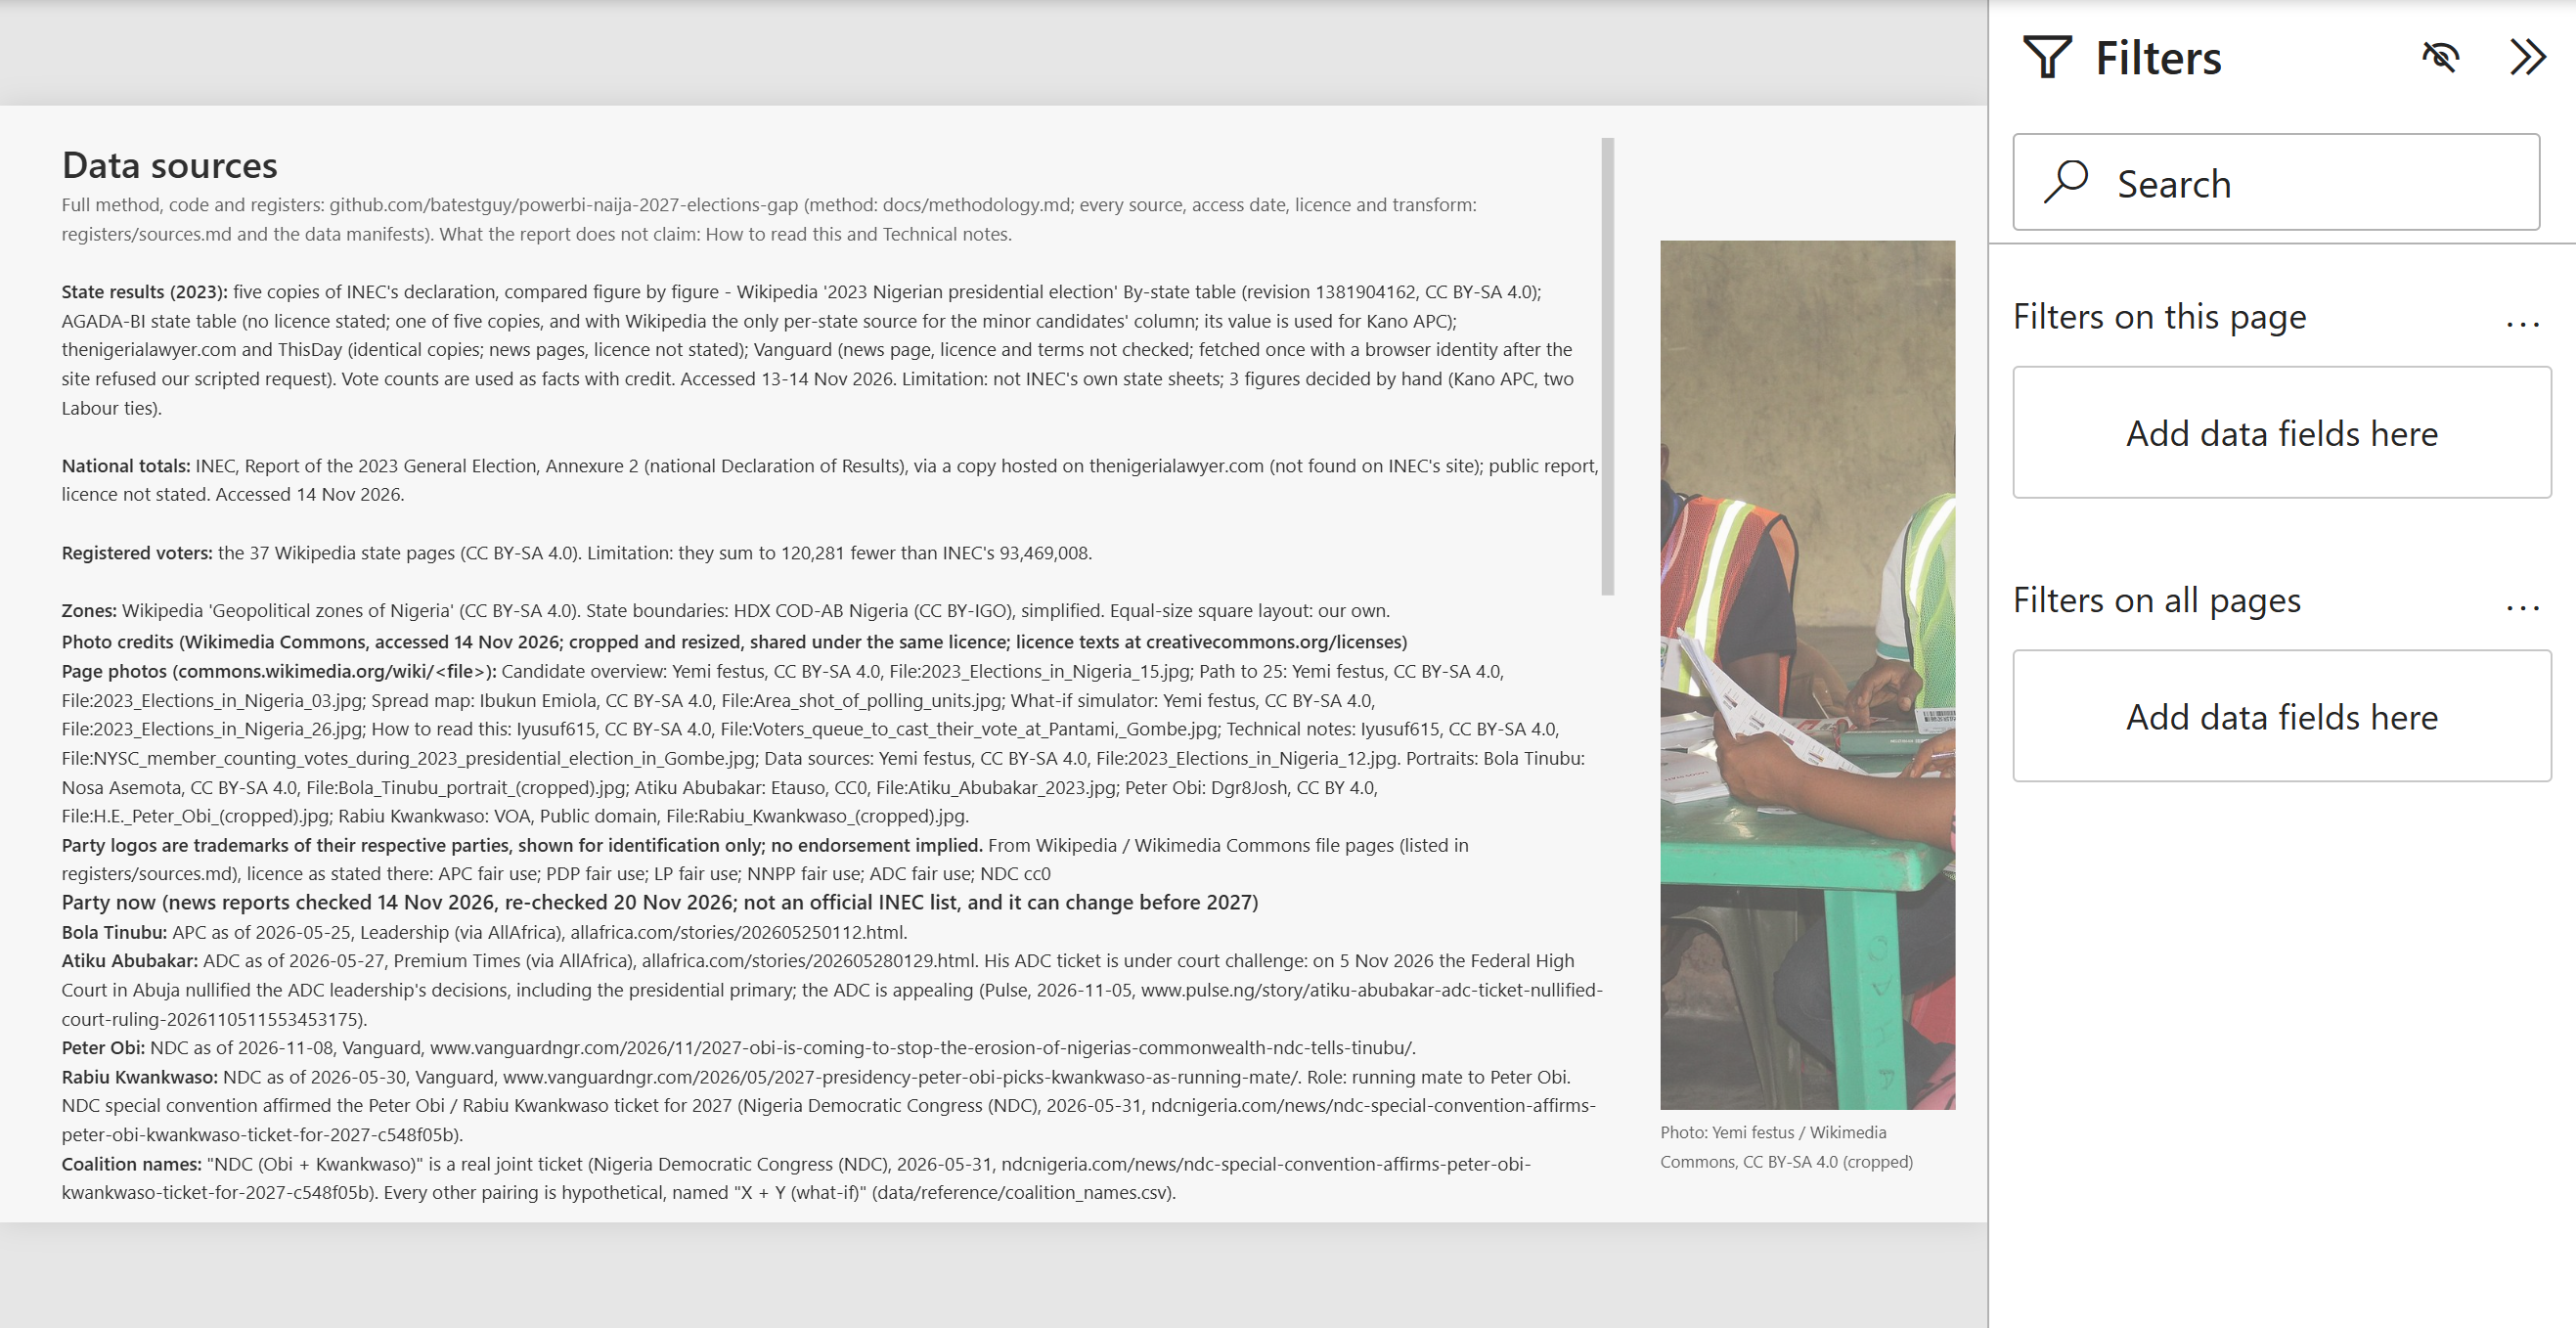 Data sources
Full method, code and registers: github.com/batestguy/powerbi-naija-2027-elections-gap (method: docs/methodology.md; every source, access date, licence and transform:
registers/sources.md and the data manifests). What the report does not claim: How to read this and Technical notes.
State results (2023): five copies of INEC's declaration, compared figure by figure - Wikipedia '2023 Nigerian presidential election' By-state table (revision 1381904162, CC BY-SA 4.0);
AGADA-BI state table (no licence stated; one of five copies, and with Wikipedia the only per-state source for the minor candidates' column; its value is used for Kano APC);
thenigerialawyer.com and ThisDay (identical copies; news pages, licence not stated); Vanguard (news page, licence and terms not checked; fetched once with a browser identity after the
site refused our scripted request). Vote counts are used as facts with credit. Accessed 13-14 Nov 2026. Limitation: not INEC's own state sheets; 3 figures decided by hand (Kano APC, two
Labour ties).
National totals: INEC, Report of the 2023 General Election, Annexure 2 (national Declaration of Results), via a copy hosted on thenigerialawyer.com (not found on INEC's site); public report,
licence not stated. Accessed 14 Nov 2026.
Registered voters: the 37 Wikipedia state pages (CC BY-SA 4.0). Limitation: they sum to 120,281 fewer than INEC's 93,469,008.
Zones: Wikipedia 'Geopolitical zones of Nigeria' (CC BY-SA 4.0). State boundaries: HDX COD-AB Nigeria (CC BY-IGO), simplified. Equal-size square layout: our own.
Photo credits (Wikimedia Commons, accessed 14 Nov 2026; cropped and resized, shared under the same licence; licence texts at creativecommons.org/licenses)
Page photos (commons.wikimedia.org/wiki/<file>): Candidate overview: Yemi festus, CC BY-SA 4.0, File:2023_Elections_in_Nigeria_15.jpg; Path to 25: Yemi festus, CC BY-SA 4.0,
File:2023_Elections_in_Nigeria_03.jpg; Spread map: Ibukun Emiola, CC BY-SA 4.0, File:Area_shot_of_polling_units.jpg; What-if simulator: Yemi festus, CC BY-SA 4.0,
File:2023_Elections_in_Nigeria_26.jpg; How to read this: Iyusuf615, CC BY-SA 4.0, File:Voters_queue_to_cast_their_vote_at_Pantami,_Gombe.jpg; Technical notes: Iyusuf615, CC BY-SA 4.0,
File:NYSC_member_counting_votes_during_2023_presidential_election_in_Gombe.jpg; Data sources: Yemi festus, CC BY-SA 4.0, File:2023_Elections_in_Nigeria_12.jpg. Portraits: Bola Tinubu:
Nosa Asemota, CC BY-SA 4.0, File:Bola_Tinubu_portrait_(cropped).jpg; Atiku Abubakar: Etauso, CC0, File:Atiku_Abubakar_2023.jpg; Peter Obi: Dgr8Josh, CC BY 4.0,
File:H.E._Peter_Obi_(cropped).jpg; Rabiu Kwankwaso: VOA, Public domain, File:Rabiu_Kwankwaso_(cropped).jpg.
Party logos are trademarks of their respective parties, shown for identification only; no endorsement implied. From Wikipedia / Wikimedia Commons file pages (listed in
registers/sources.md), licence as stated there: APC fair use; PDP fair use; LP fair use; NNPP fair use; ADC fair use; NDC cc0
Party now (news reports checked 14 Nov 2026, re-checked 20 Nov 2026; not an official INEC list, and it can change before 2027)
Bola Tinubu: APC as of 2026-05-25, Leadership (via AllAfrica), allafrica.com/stories/202605250112.html.
Atiku Abubakar: ADC as of 2026-05-27, Premium Times (via AllAfrica), allafrica.com/stories/202605280129.html. His ADC ticket is under court challenge: on 5 Nov 2026 the Federal High
Court in Abuja nullified the ADC leadership's decisions, including the presidential primary; the ADC is appealing (Pulse, 2026-11-05, www.pulse.ng/story/atiku-abubakar-adc-ticket-nullified-
court-ruling-2026110511553453175).
Peter Obi: NDC as of 2026-11-08, Vanguard, www.vanguardngr.com/2026/11/2027-obi-is-coming-to-stop-the-erosion-of-nigerias-commonwealth-ndc-tells-tinubu/.
Rabiu Kwankwaso: NDC as of 2026-05-30, Vanguard, www.vanguardngr.com/2026/05/2027-presidency-peter-obi-picks-kwankwaso-as-running-mate/. Role: running mate to Peter Obi.
NDC special convention affirmed the Peter Obi / Rabiu Kwankwaso ticket for 2027 (Nigeria Democratic Congress (NDC), 2026-05-31, ndcnigeria.com/news/ndc-special-convention-affirms-
peter-obi-kwankwaso-ticket-for-2027-c548f05b).
Coalition names: "NDC (Obi + Kwankwaso)" is a real joint ticket (Nigeria Democratic Congress (NDC), 2026-05-31, ndcnigeria.com/news/ndc-special-convention-affirms-peter-obi-
kwankwaso-ticket-for-2027-c548f05b). Every other pairing is hypothetical, named "X + Y (what-if)" (data/reference/coalition_names.csv).
Photo: Yemi festus / Wikimedia
Commons, CC BY-SA 4.0 (cropped)
Filters
Search
Filters on this page
...
Add data fields here
Filters on all pages
...
Add data fields here